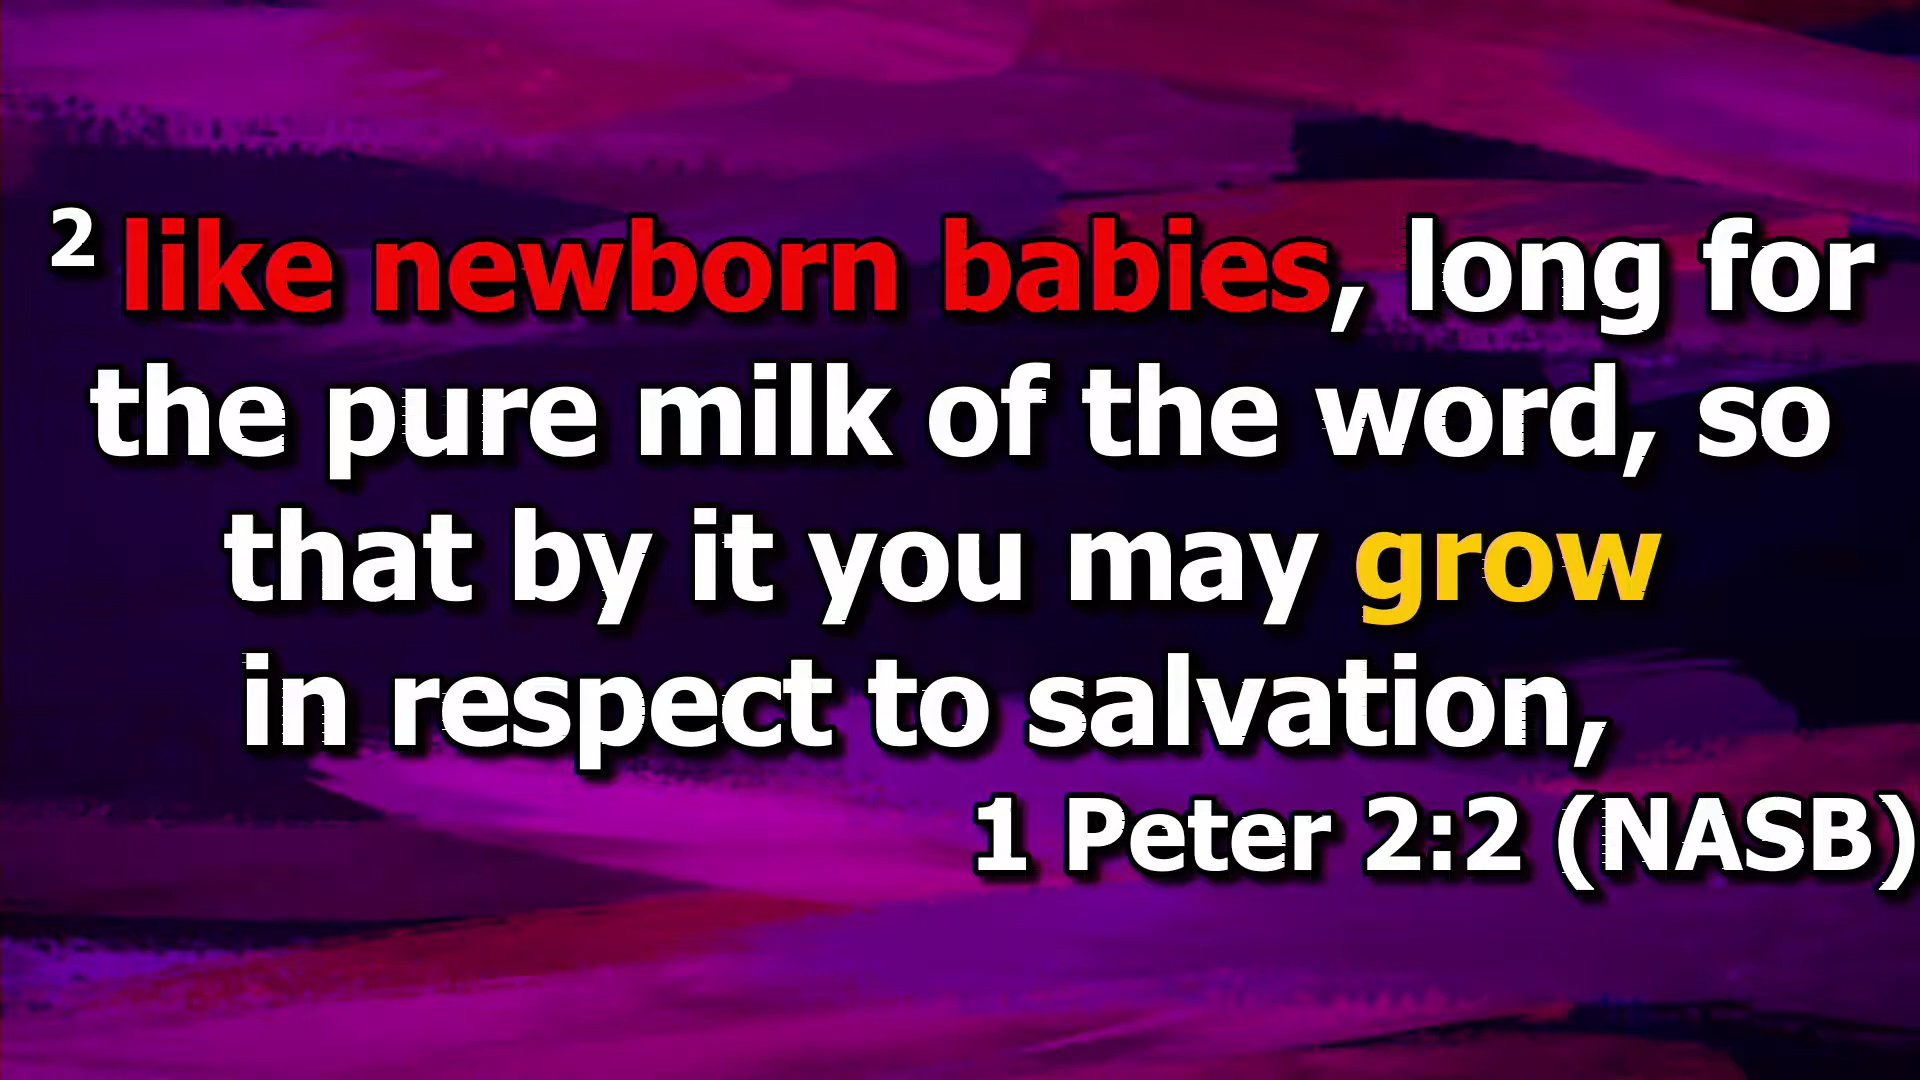 2 like newborn babies, long for
the pure milk of the word, so
that by it you may grow
in respect to salvation,
1 Peter 2:2 (NASB)